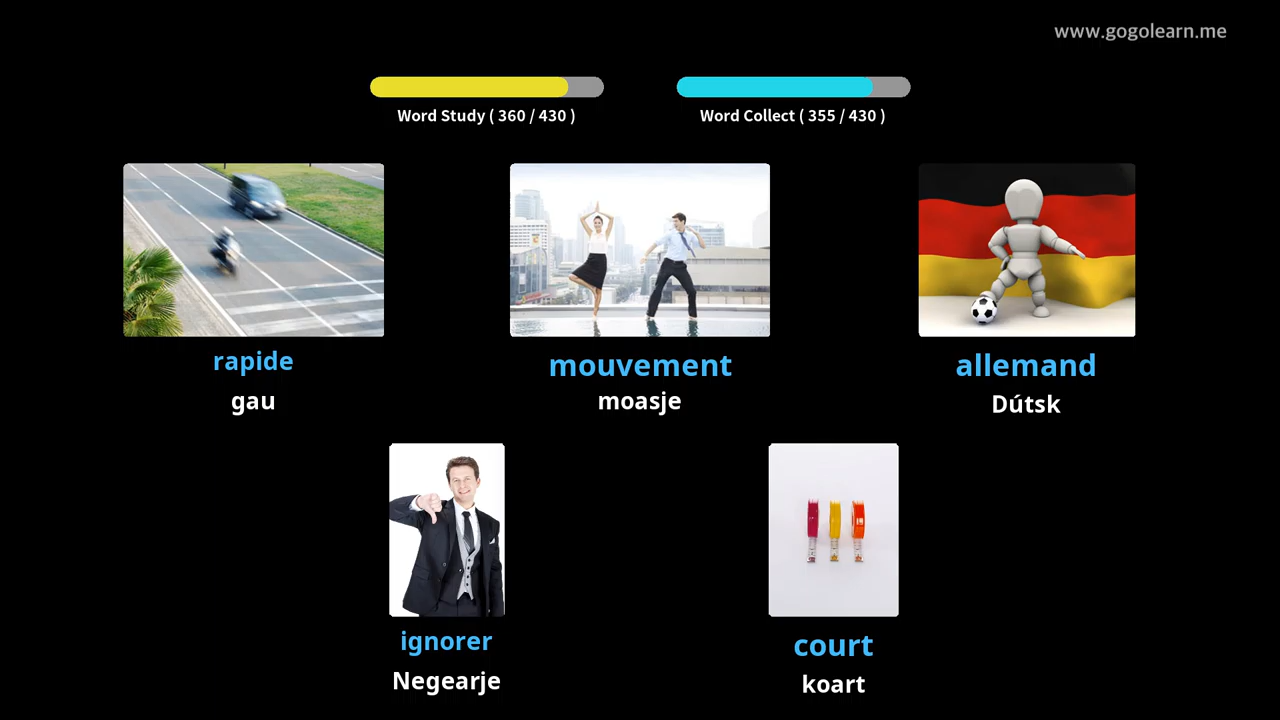 www.gogolearn.me
Word Study ( 360 / 430 )
Word Collect ( 355 / 430 )
rapide
gau
mouvement
moasje
allemand
Dútsk
ignorer
Negearje
court
koart